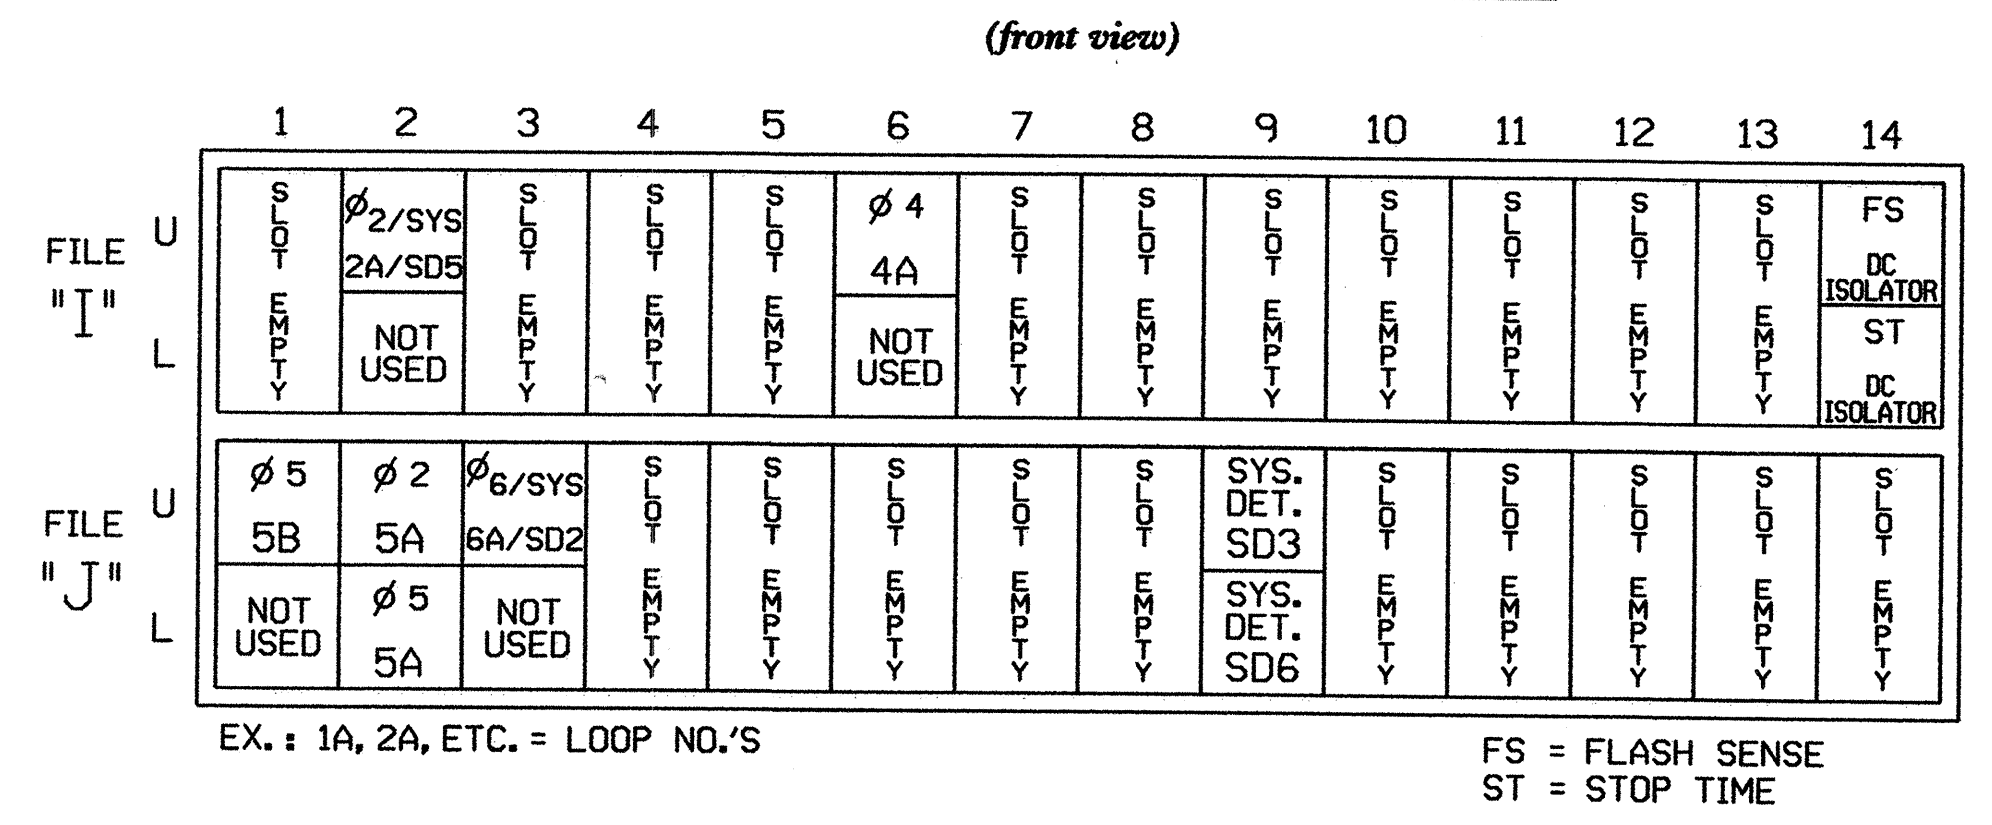 (front view)
1 2 3 4 5 6 7 8 9 10 11 12 13 14
FILE "I"
U
L
SLOT EMPTY
Ø2/SYS
2A/SD5
NOT
USED
SLOT EMPTY
SLOT EMPTY
SLOT EMPTY
Ø 4
4A
NOT
USED
SLOT EMPTY
SLOT EMPTY
SLOT EMPTY
SLOT EMPTY
SLOT EMPTY
SLOT EMPTY
SLOT EMPTY
FS
DC
ISOLATOR
ST
DC
ISOLATOR
FILE "J"
U
L
Ø 5
5B
NOT
USED
Ø 2
5A
Ø 5
5A
Ø6/SYS
6A/SD2
NOT
USED
SLOT EMPTY
SLOT EMPTY
SLOT EMPTY
SLOT EMPTY
SLOT EMPTY
SYS.
DET.
SD3
SYS.
DET.
SD6
SLOT EMPTY
SLOT EMPTY
SLOT EMPTY
SLOT EMPTY
SLOT EMPTY
EX.: 1A, 2A, ETC. = LOOP NO.'S
FS = FLASH SENSE
ST = STOP TIME